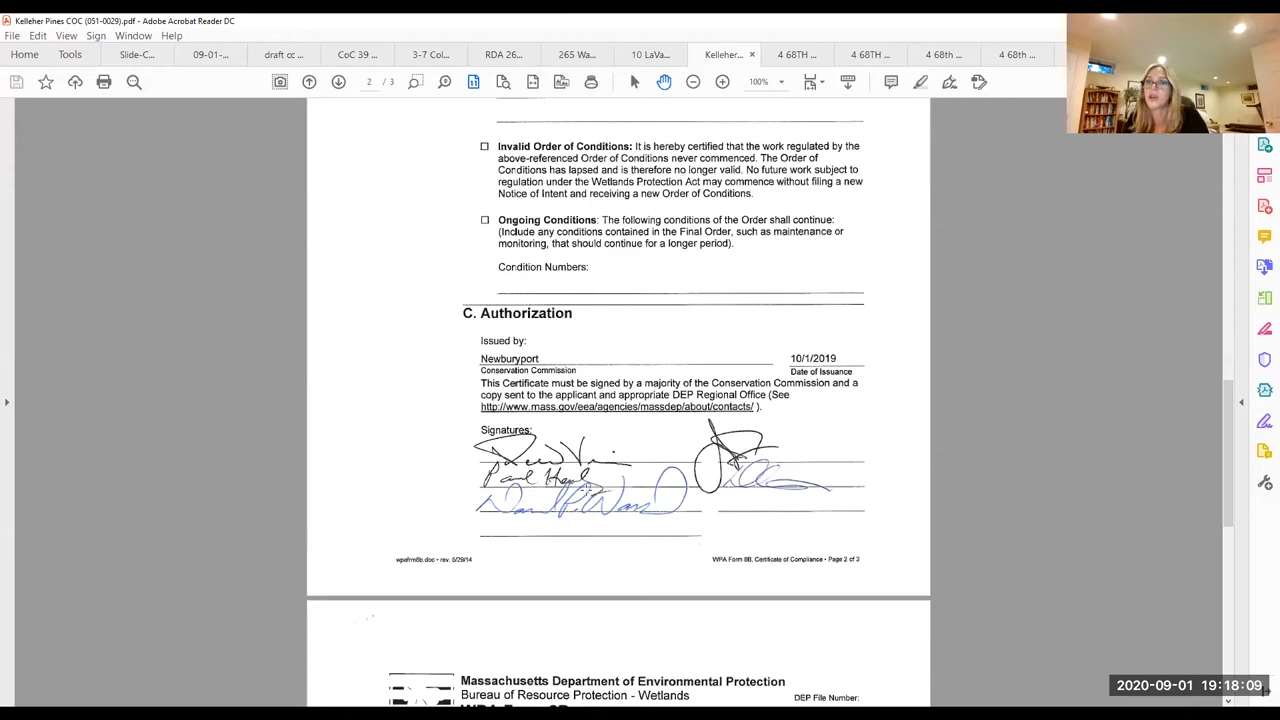 Kelleher Pines COC (051-0029).pdf - Adobe Acrobat Reader DC
File Edit View Sign Window Help
Home Tools Slide-C... 09-01-... draft cc ... CoC 39 ... 3-7 Col... RDA 26... 265 Wa... 10 LaVa... Kelleher... × 4 68TH ... 4 68TH ... 4 68th ... 4 68th ...
2 / 3 100%
☐ Invalid Order of Conditions: It is hereby certified that the work regulated by the
above-referenced Order of Conditions never commenced. The Order of
Conditions has lapsed and is therefore no longer valid. No future work subject to
regulation under the Wetlands Protection Act may commence without filing a new
Notice of Intent and receiving a new Order of Conditions.
☐ Ongoing Conditions: The following conditions of the Order shall continue:
(Include any conditions contained in the Final Order, such as maintenance or
monitoring, that should continue for a longer period).
Condition Numbers:
C. Authorization
Issued by:
Newburyport 10/1/2019
Conservation Commission Date of Issuance
This Certificate must be signed by a majority of the Conservation Commission and a
copy sent to the applicant and appropriate DEP Regional Office (See
http://www.mass.gov/eea/agencies/massdep/about/contacts/ ).
Signatures:
Paul
wpafrm8b.doc • rev. 5/29/14 WPA Form 8B, Certificate of Compliance • Page 2 of 3
Massachusetts Department of Environmental Protection
Bureau of Resource Protection - Wetlands
DEP File Number:
2020-09-01 19:18:09